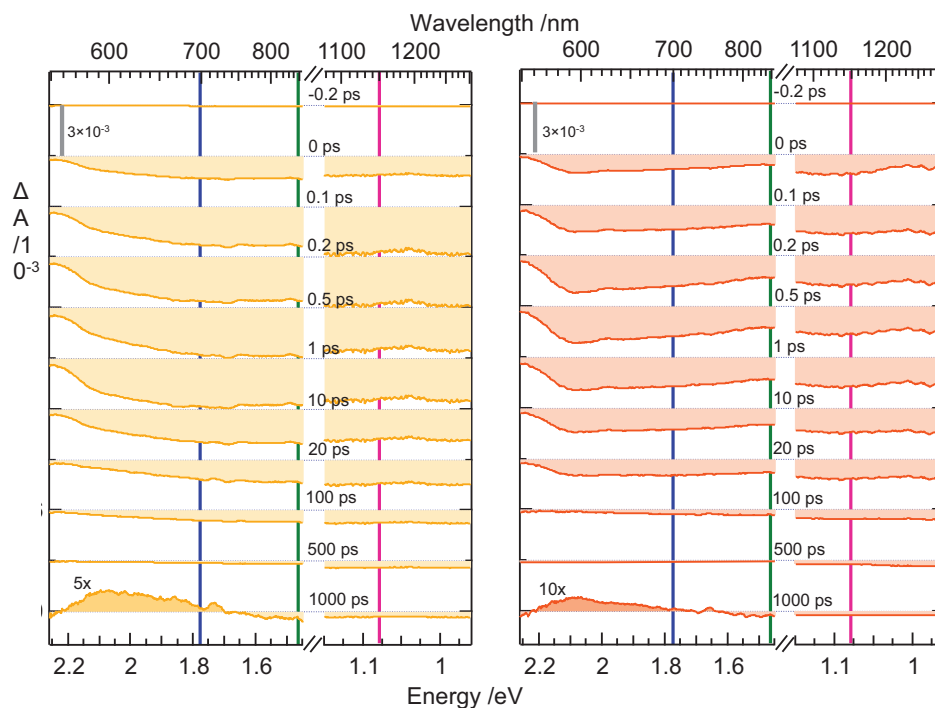 Wavelength /nm
600 700 800 1100 1200
600 700 800 1100 1200
-0.2 ps
3×10-3
0 ps
0.1 ps
0.2 ps
0.5 ps
1 ps
10 ps
20 ps
100 ps
500 ps
5x
1000 ps
-0.2 ps
3×10-3
0 ps
0.1 ps
0.2 ps
0.5 ps
1 ps
10 ps
20 ps
100 ps
500 ps
10x
1000 ps
Δ
A
/1
0-3
2.2 2 1.8 1.6 1.1 1
2.2 2 1.8 1.6 1.1 1
Energy /eV